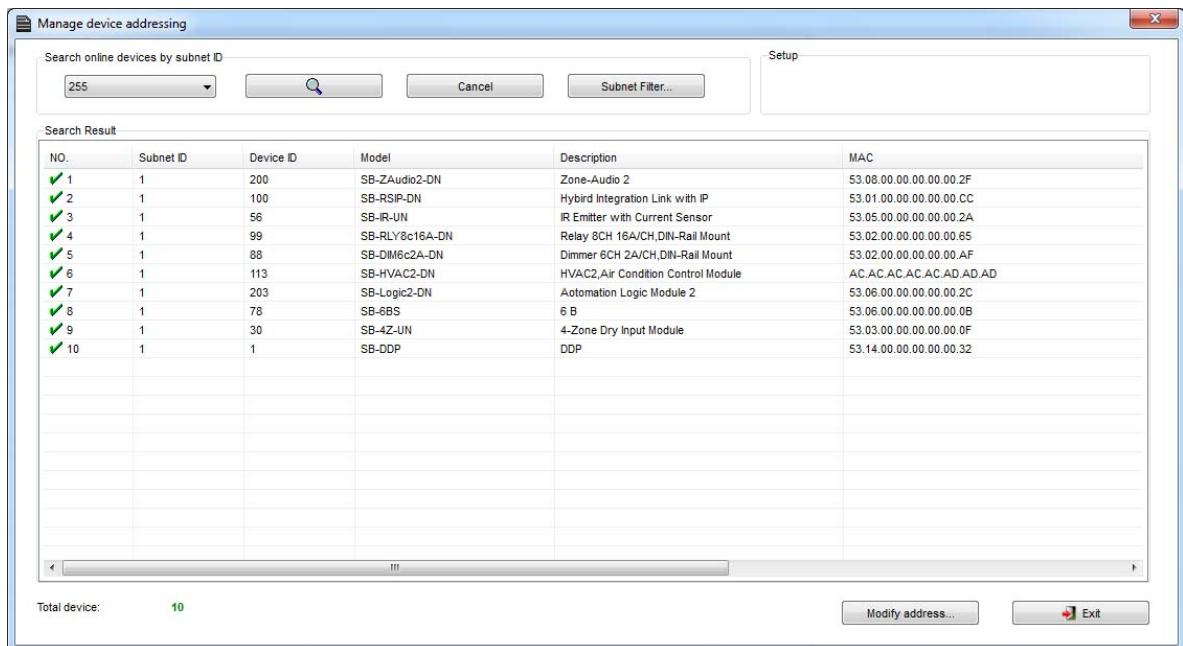 Manage device addressing
Search online devices by subnet ID
Setup
255 Cancel Subnet Filter...
Search Result
NO. Subnet ID Device ID Model Description MAC
1 1 200 SB-ZAudio2-DN Zone-Audio 2 53.08.00.00.00.00.00.2F
2 1 100 SB-RSIP-DN Hybird Integration Link with IP 53.01.00.00.00.00.00.CC
3 1 56 SB-IR-UN IR Emitter with Current Sensor 53.05.00.00.00.00.00.2A
4 1 99 SB-RLY8c16A-DN Relay 8CH 16A/CH,DIN-Rail Mount 53.02.00.00.00.00.00.65
5 1 88 SB-DIM6c2A-DN Dimmer 6CH 2A/CH,DIN-Rail Mount 53.02.00.00.00.00.00.AF
6 1 113 SB-HVAC2-DN HVAC2,Air Condition Control Module AC.AC.AC.AC.AC.AD.AD.AD
7 1 203 SB-Logic2-DN Aotomation Logic Module 2 53.06.00.00.00.00.00.2C
8 1 78 SB-6BS 6 B 53.06.00.00.00.00.00.0B
9 1 30 SB-4Z-UN 4-Zone Dry Input Module 53.03.00.00.00.00.00.0F
10 1 1 SB-DDP DDP 53.14.00.00.00.00.00.32
Total device: 10 Modify address... Exit